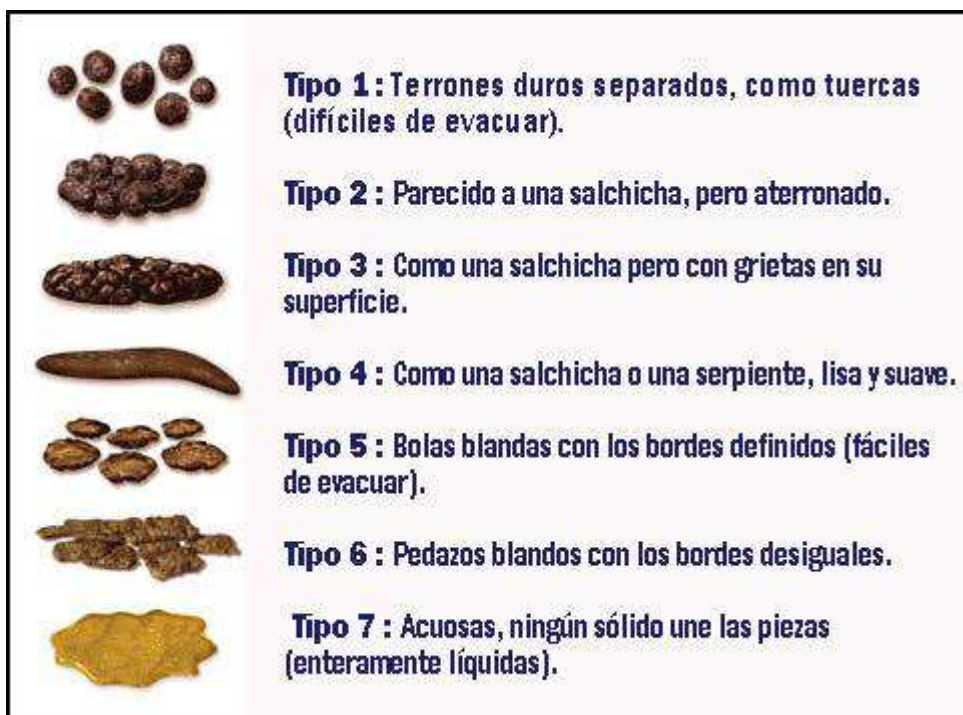 Tipo 1 : Terrones duros separados, como tuercas
(difíciles de evacuar).
Tipo 2 : Parecido a una salchicha, pero aterronado.
Tipo 3 : Como una salchicha pero con grietas en su
superficie.
Tipo 4 : Como una salchicha o una serpiente, lisa y suave.
Tipo 5 : Bolas blandas con los bordes definidos (fáciles
de evacuar).
Tipo 6 : Pedazos blandos con los bordes desiguales.
Tipo 7 : Acuosas, ningún sólido une las piezas
(enteramente líquidas).